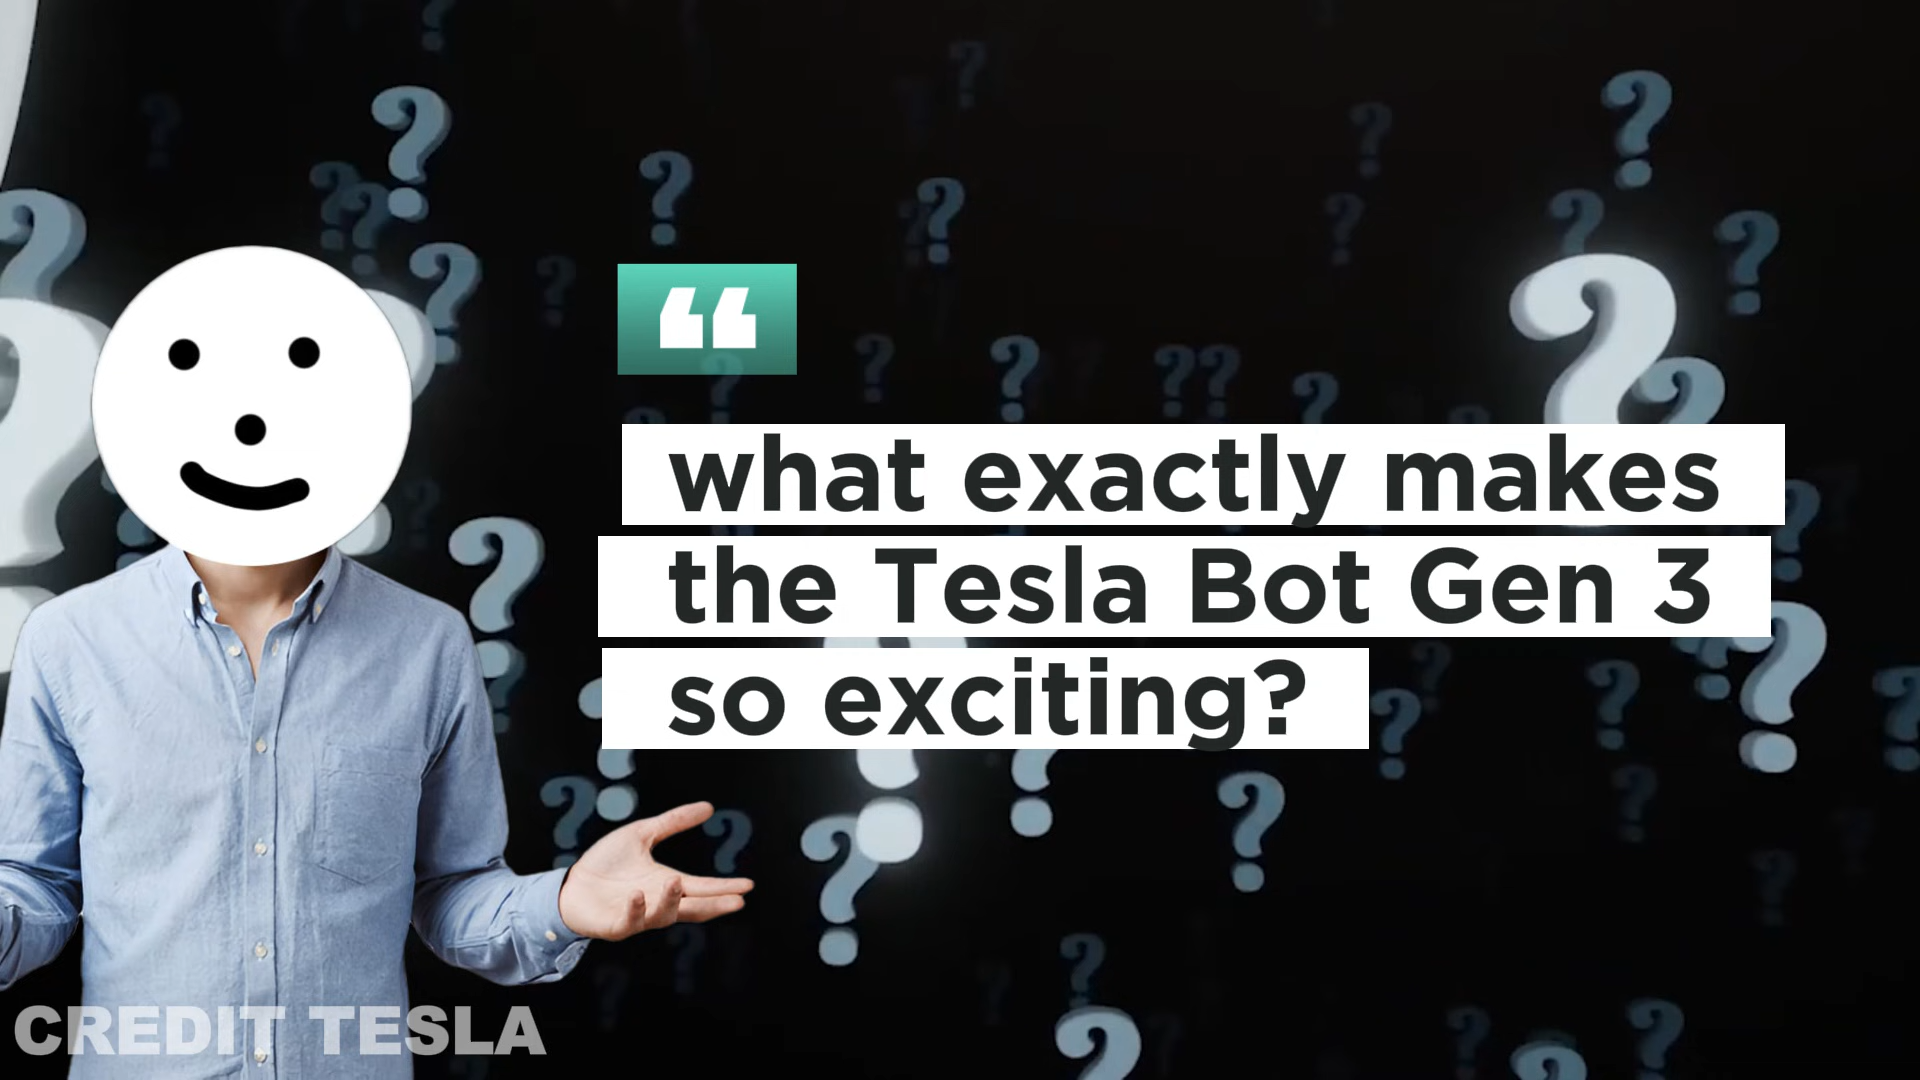 “
what exactly makes
the Tesla Bot Gen 3
so exciting?
CREDIT TESLA